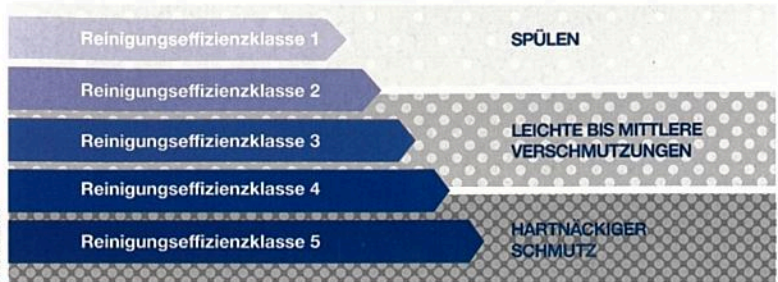 Reinigungseffizienzklasse 1
SPÜLEN
Reinigungseffizienzklasse 2
Reinigungseffizienzklasse 3
LEICHTE BIS MITTLERE
VERSCHMUTZUNGEN
Reinigungseffizienzklasse 4
Reinigungseffizienzklasse 5
HARTNÄCKIGER
SCHMUTZ